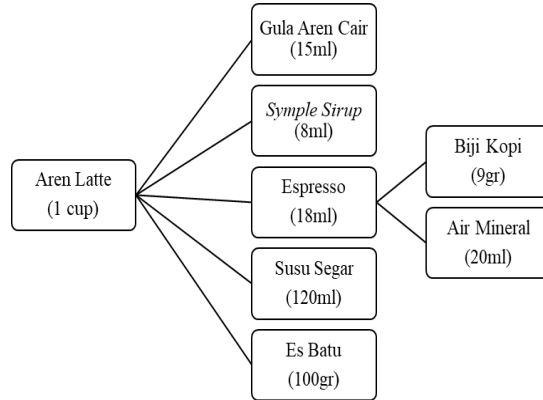 Gula Aren Cair
(15ml)
Symple Sirup
(8ml)
Aren Latte
(1 cup)
Espresso
(18ml)
Biji Kopi
(9gr)
Air Mineral
(20ml)
Susu Segar
(120ml)
Es Batu
(100gr)